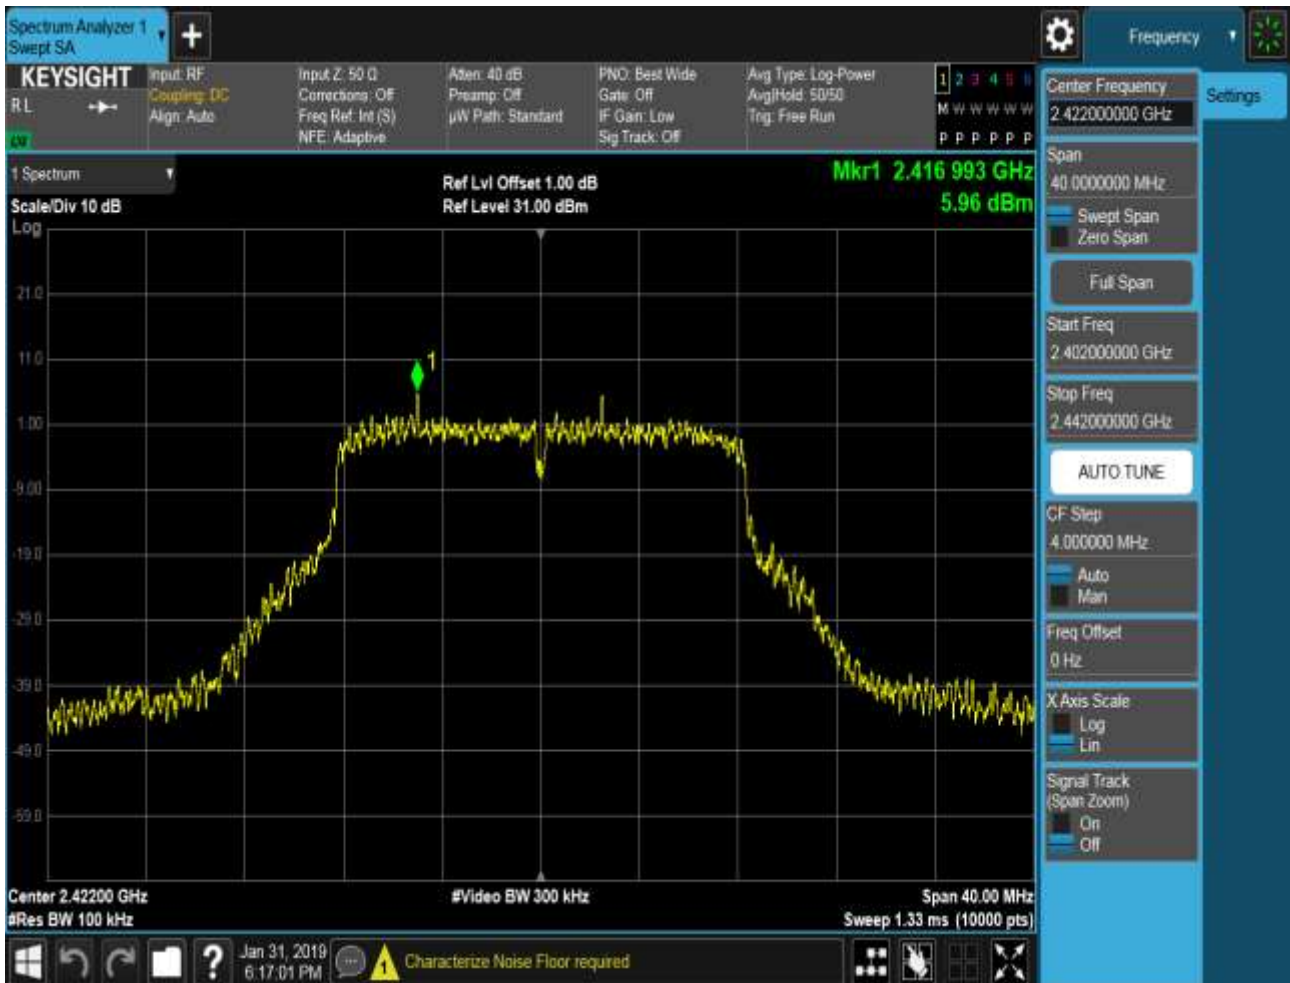 Spectrum Analyzer 1
Swept SA
Frequency
KEYSIGHT
R L
Input: RF
Coupling: DC
Align: Auto
Input Z: 50 Ω
Corrections: Off
Freq Ref: Int (S)
NFE: Adaptive
Atten: 40 dB
Preamp: Off
µW Path: Standard
PNO: Best Wide
Gate: Off
IF Gain: Low
Sig Track: Off
Avg Type: Log-Power
Avg|Hold: 50/50
Trig: Free Run
1 2 3 4 5 6
M W W W W W
P P P P P P
1 Spectrum
Scale/Div 10 dB
Log
Ref Lvl Offset 1.00 dB
Ref Level 31.00 dBm
Mkr1 2.416 993 GHz
5.96 dBm
21.0
11.0
1.00
-9.00
-19.0
-29.0
-39.0
-49.0
-59.0
1
Center 2.42200 GHz
#Res BW 100 kHz
#Video BW 300 kHz
Span 40.00 MHz
Sweep 1.33 ms (10000 pts)
Jan 31, 2019
6:17:01 PM
1
Characterize Noise Floor required
Settings
Center Frequency
2.422000000 GHz
Span
40.0000000 MHz
Swept Span
Zero Span
Full Span
Start Freq
2.402000000 GHz
Stop Freq
2.442000000 GHz
AUTO TUNE
CF Step
4.000000 MHz
Auto
Man
Freq Offset
0 Hz
X Axis Scale
Log
Lin
Signal Track
(Span Zoom)
On
Off